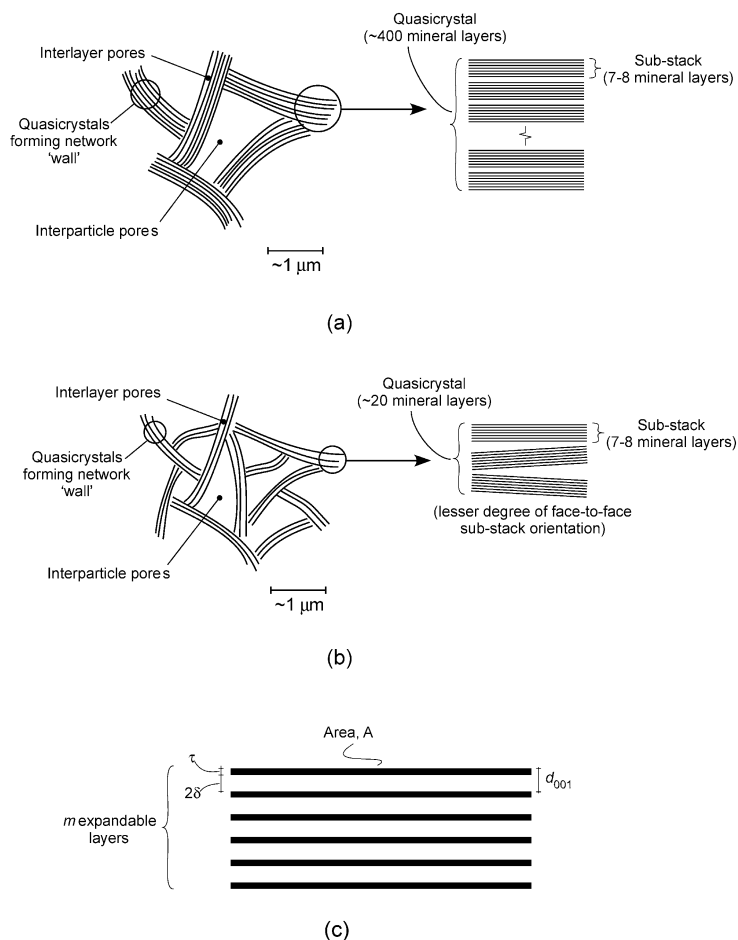 Quasicrystal
(~400 mineral layers)
Interlayer pores
Sub-stack
(7-8 mineral layers)
Quasicrystals
forming network
'wall'
Interparticle pores
~1 μm
(a)
Quasicrystal
(~20 mineral layers)
Interlayer pores
Sub-stack
(7-8 mineral layers)
Quasicrystals
forming network
'wall'
(lesser degree of face-to-face
sub-stack orientation)
Interparticle pores
~1 μm
(b)
Area, A
τ
d001
2δ
m expandable
layers
(c)